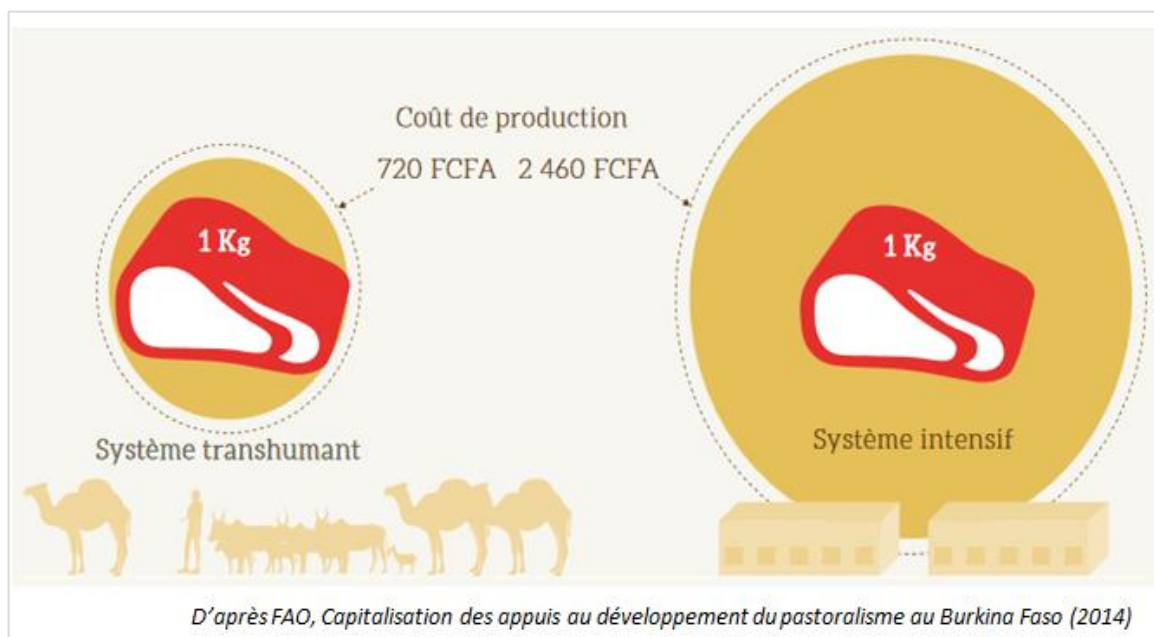 Coût de production
720 FCFA 2 460 FCFA
1 Kg
1 Kg
Système transhumant
Système intensif
D'après FAO, Capitalisation des appuis au développement du pastoralisme au Burkina Faso (2014)